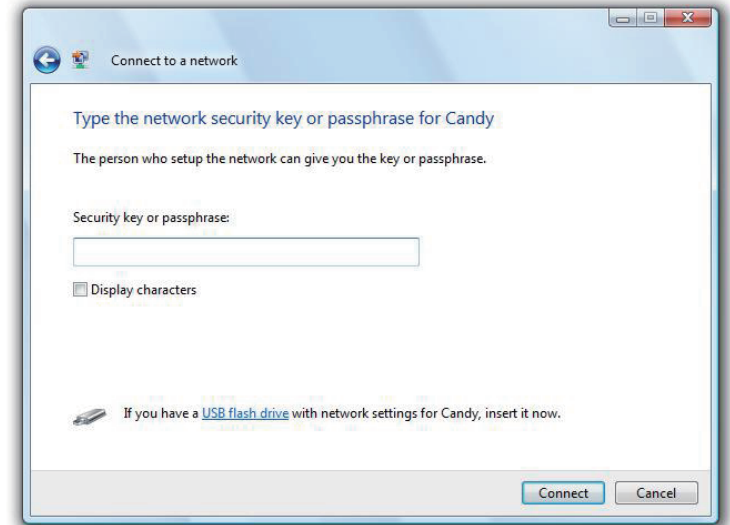 Connect to a network
Type the network security key or passphrase for Candy
The person who setup the network can give you the key or passphrase.
Security key or passphrase:
Display characters
If you have a USB flash drive with network settings for Candy, insert it now.
Connect Cancel